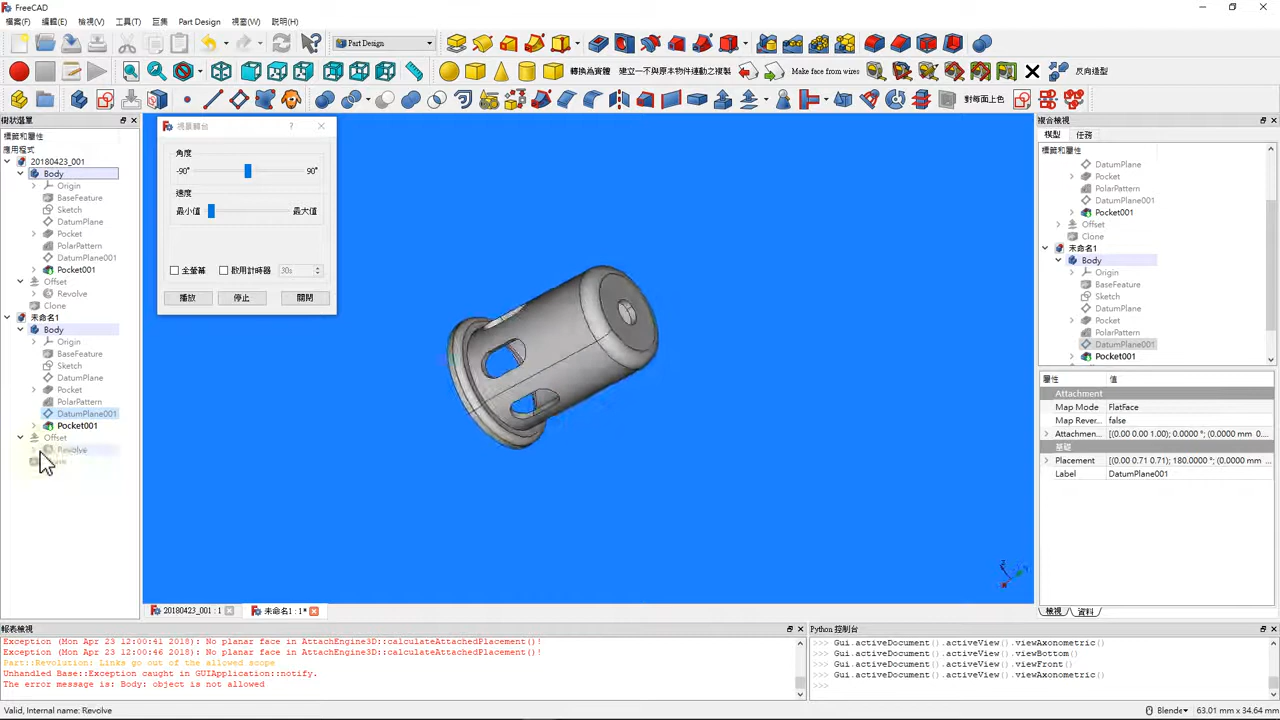 FreeCAD
檔案(F) 編輯(E) 檢視(V) 工具(T) 巨集 Part Design 視窗(W) 說明(H)
Part Design
轉換為實體 建立一不與原本物件連動之複製 Make face from wires 反向造型
對每面上色
樹狀選單
標籤和屬性
應用程式
20180423_001
Body
Origin
BaseFeature
Sketch
DatumPlane
Pocket
PolarPattern
DatumPlane001
Pocket001
Offset
Revolve
Clone
未命名1
Body
Origin
BaseFeature
Sketch
DatumPlane
Pocket
PolarPattern
DatumPlane001
Pocket001
Offset
Revolve
視景轉台
角度
-90° 90°
速度
最小值 最大值
全螢幕 啟用計時器 30s
播放 停止 關閉
20180423_001 : 1 未命名1 : 1*
複合檢視
模型 任務
標籤和屬性
DatumPlane
Pocket
PolarPattern
DatumPlane001
Pocket001
Offset
Clone
未命名1
Body
Origin
BaseFeature
Sketch
DatumPlane
Pocket
PolarPattern
DatumPlane001
Pocket001
屬性 值
Attachment
Map Mode FlatFace
Map Rever... false
Attachmen... [(0.00 0.00 1.00); 0.0000 °; (0.0000 mm 0...
基礎
Placement [(0.00 0.71 0.71); 180.0000 °; (0.0000 mm ...
Label DatumPlane001
檢視 資料
報表檢視
Exception (Mon Apr 23 12:00:41 2018): No planar face in AttachEngine3D::calculateAttachedPlacement()!
Exception (Mon Apr 23 12:00:46 2018): No planar face in AttachEngine3D::calculateAttachedPlacement()!
Part::Revolution: Links go out of the allowed scope
Unhandled Base::Exception caught in GUIApplication::notify.
The error message is: Body: object is not allowed
Python 控制台
>>> Gui.activeDocument().activeView().viewAxonometric()
>>> Gui.activeDocument().activeView().viewBottom()
>>> Gui.activeDocument().activeView().viewFront()
>>> Gui.activeDocument().activeView().viewAxonometric()
>>>
Valid, Internal name: Revolve
Blende 63.01 mm x 34.64 mm